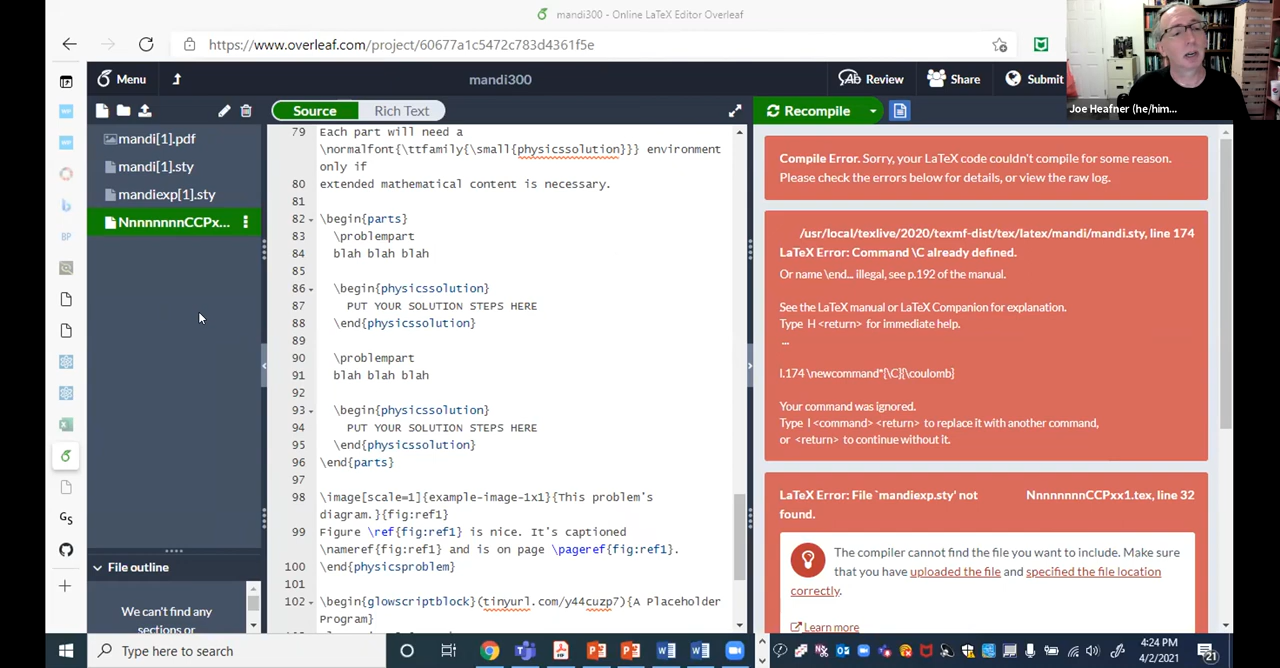 mandi300 - Online LaTeX Editor Overleaf
https://www.overleaf.com/project/60677a1c5472c783d4361f5e
Menu
mandi300
Review
Share
Submit
Joe Heafner (he/him...
Source
Rich Text
Recompile
mandi[1].pdf
mandi[1].sty
mandiexp[1].sty
NnnnnnnnCCPx...
File outline
We can't find any
sections or
79
Each part will need a
\normalfont{\ttfamily{\small{physicssolution}}} environment
only if
80 extended mathematical content is necessary.
81
82 \begin{parts}
83 \problempart
84 blah blah blah
85
86 \begin{physicssolution}
87 PUT YOUR SOLUTION STEPS HERE
88 \end{physicssolution}
89
90 \problempart
91 blah blah blah
92
93 \begin{physicssolution}
94 PUT YOUR SOLUTION STEPS HERE
95 \end{physicssolution}
96 \end{parts}
97
98 \image[scale=1]{example-image-1x1}{This problem's
diagram.}{fig:ref1}
99 Figure \ref{fig:ref1} is nice. It's captioned
\nameref{fig:ref1} and is on page \pageref{fig:ref1}.
100 \end{physicsproblem}
101
102 \begin{glowscriptblock}(tinyurl.com/y44cuzp7){A Placeholder
Program}
Compile Error. Sorry, your LaTeX code couldn't compile for some reason.
Please check the errors below for details, or view the raw log.
/usr/local/texlive/2020/texmf-dist/tex/latex/mandi/mandi.sty, line 174
LaTeX Error: Command \C already defined.
Or name \end... illegal, see p.192 of the manual.
See the LaTeX manual or LaTeX Companion for explanation.
Type H <return> for immediate help.
...
l.174 \newcommand*[\C]{\coulomb}
Your command was ignored.
Type I <command> <return> to replace it with another command,
or <return> to continue without it.
LaTeX Error: File `mandiexp.sty' not
found.
NnnnnnnnCCPxx1.tex, line 32
The compiler cannot find the file you want to include. Make sure
that you have uploaded the file and specified the file location
correctly.
Learn more
Type here to search
4:24 PM
4/2/2021
21